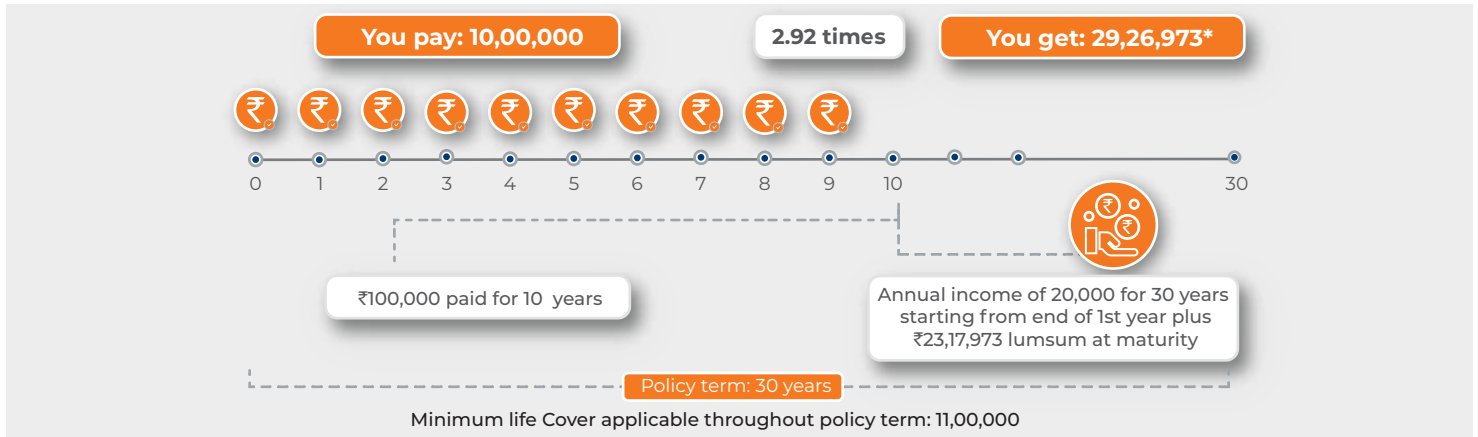 You pay: 10,00,000
2.92 times
You get: 29,26,973*
₹ ₹ ₹ ₹ ₹ ₹ ₹ ₹ ₹ ₹
0 1 2 3 4 5 6 7 8 9 10 30
₹ ₹
₹100,000 paid for 10 years
Annual income of 20,000 for 30 years
starting from end of 1st year plus
₹23,17,973 lumsum at maturity
Policy term: 30 years
Minimum life Cover applicable throughout policy term: 11,00,000